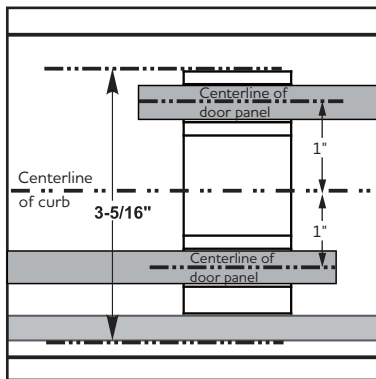 Centerline of
door panel
1"
Centerline
of curb
3-5/16"
1"
Centerline of
door panel